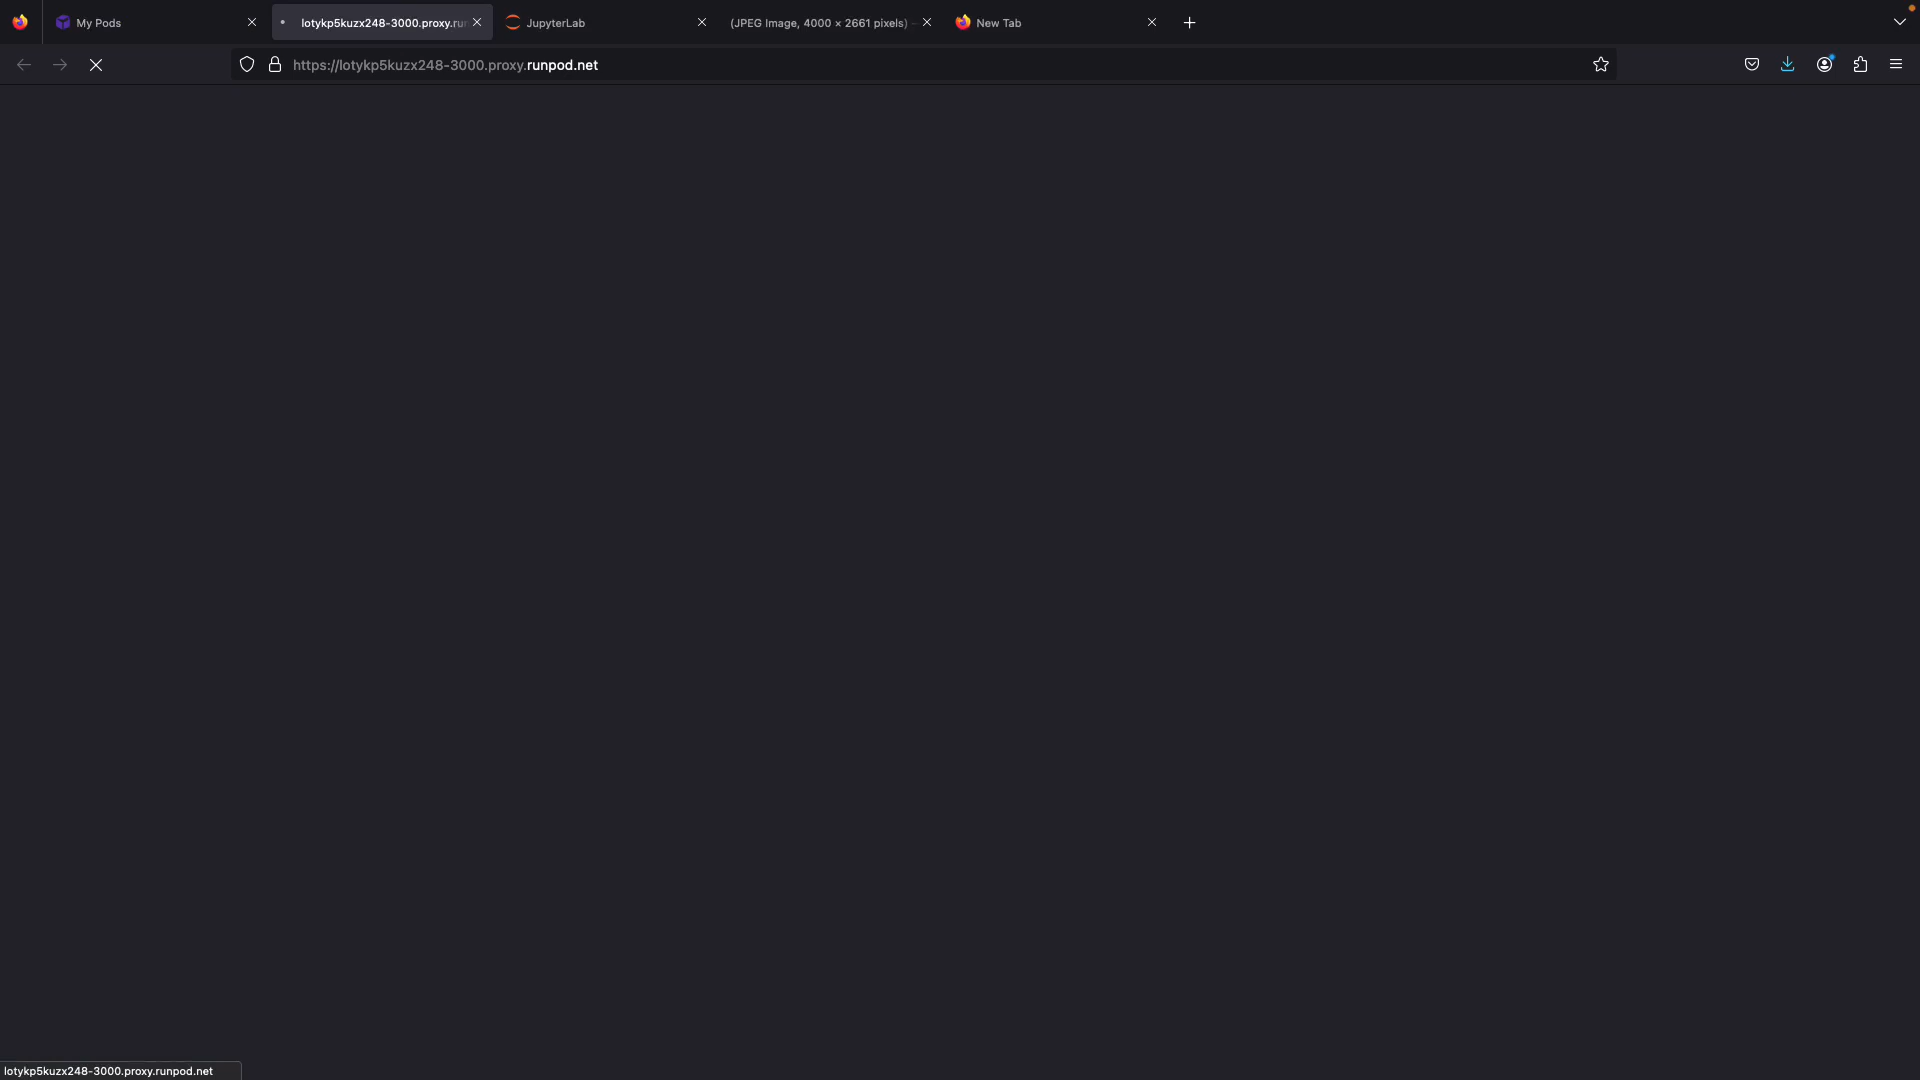 My Pods
lotykp5kuzx248-3000.proxy.ru
JupyterLab
(JPEG Image, 4000 × 2661 pixels)
New Tab
https://lotykp5kuzx248-3000.proxy.runpod.net
lotykp5kuzx248-3000.proxy.runpod.net